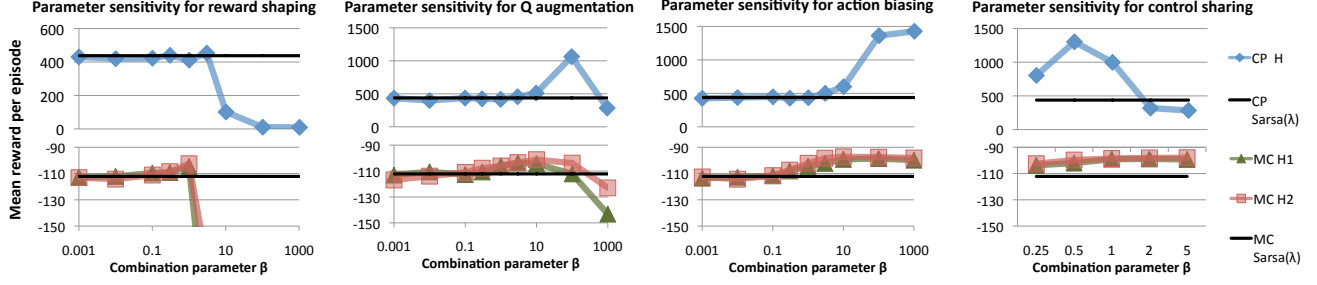 Parameter sensitivity for reward shaping
Parameter sensitivity for Q augmentation
Parameter sensitivity for action biasing
Parameter sensitivity for control sharing
Mean reward per episode
600
400
200
0
-90
-110
-130
-150
0.001 0.1 10 1000
Combination parameter β
1500
1000
500
0
-90
-110
-130
-150
0.001 0.1 10 1000
Combination parameter β
1500
1000
500
0
-90
-110
-130
-150
0.001 0.1 10 1000
Combination parameter β
1500
1000
500
0
-90
-110
-130
-150
0.25 0.5 1 2 5
Combination parameter β
CP H
CP
Sarsa(λ)
MC H1
MC H2
MC
Sarsa(λ)